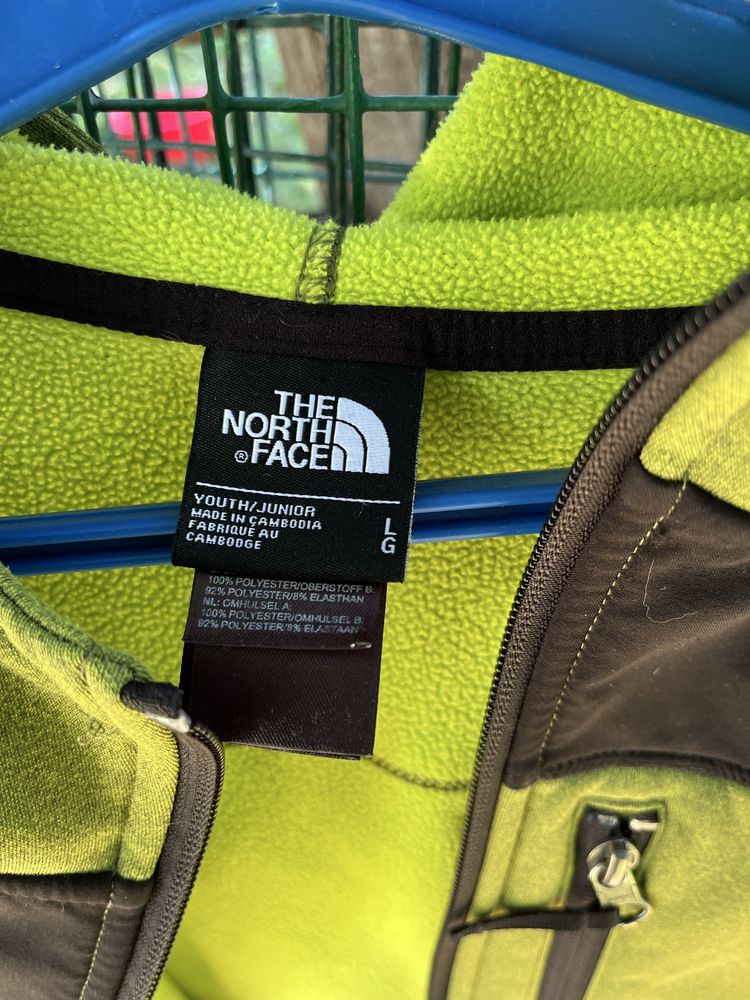 THE
NORTH
FACE
®
YOUTH/JUNIOR
MADE IN CAMBODIA
FABRIQUÉ AU
CAMBODGE
L
G
100% POLYESTER/OBERSTOFF B:
92% POLYESTER/8% ELASTHAN
NL: OMHULSEL A:
100% POLYESTER/OMHULSEL B:
92% POLYESTER/8% ELASTAAN